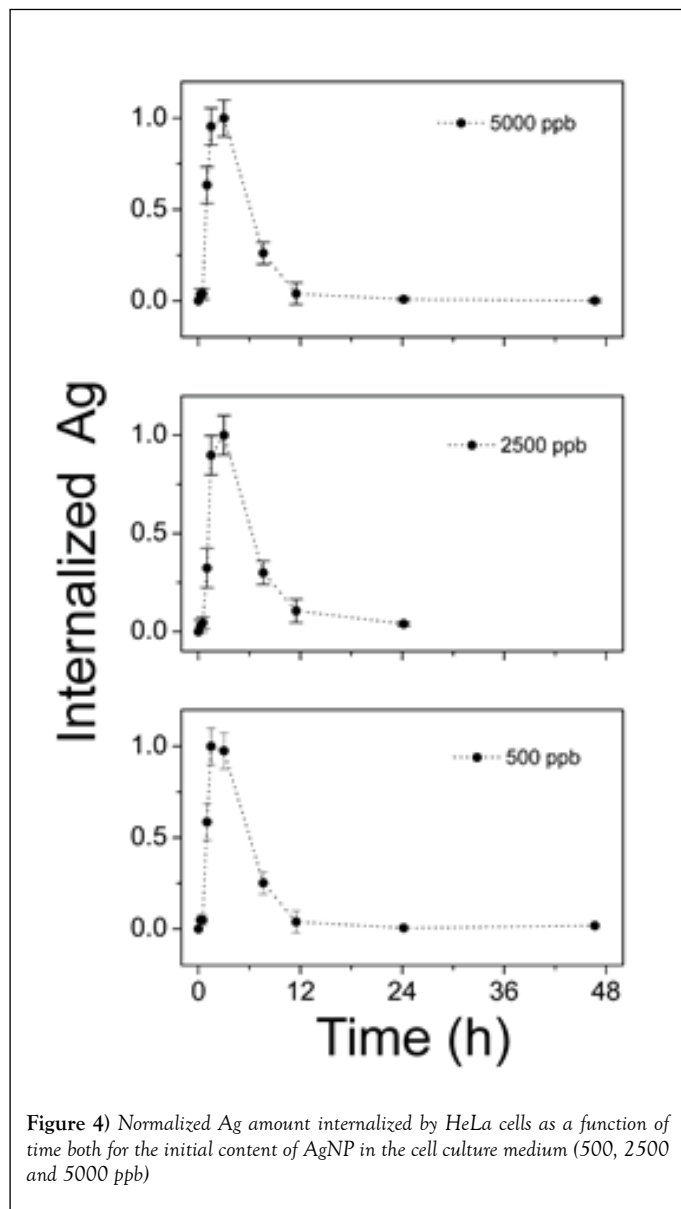 1.0
5000 ppb
0.5
0.0
Internalized Ag
1.0
2500 ppb
0.5
0.0
1.0
500 ppb
0.5
0.0
0 12 24 36 48
Time (h)
Figure 4) Normalized Ag amount internalized by HeLa cells as a function of
time both for the initial content of AgNP in the cell culture medium (500, 2500
and 5000 ppb)